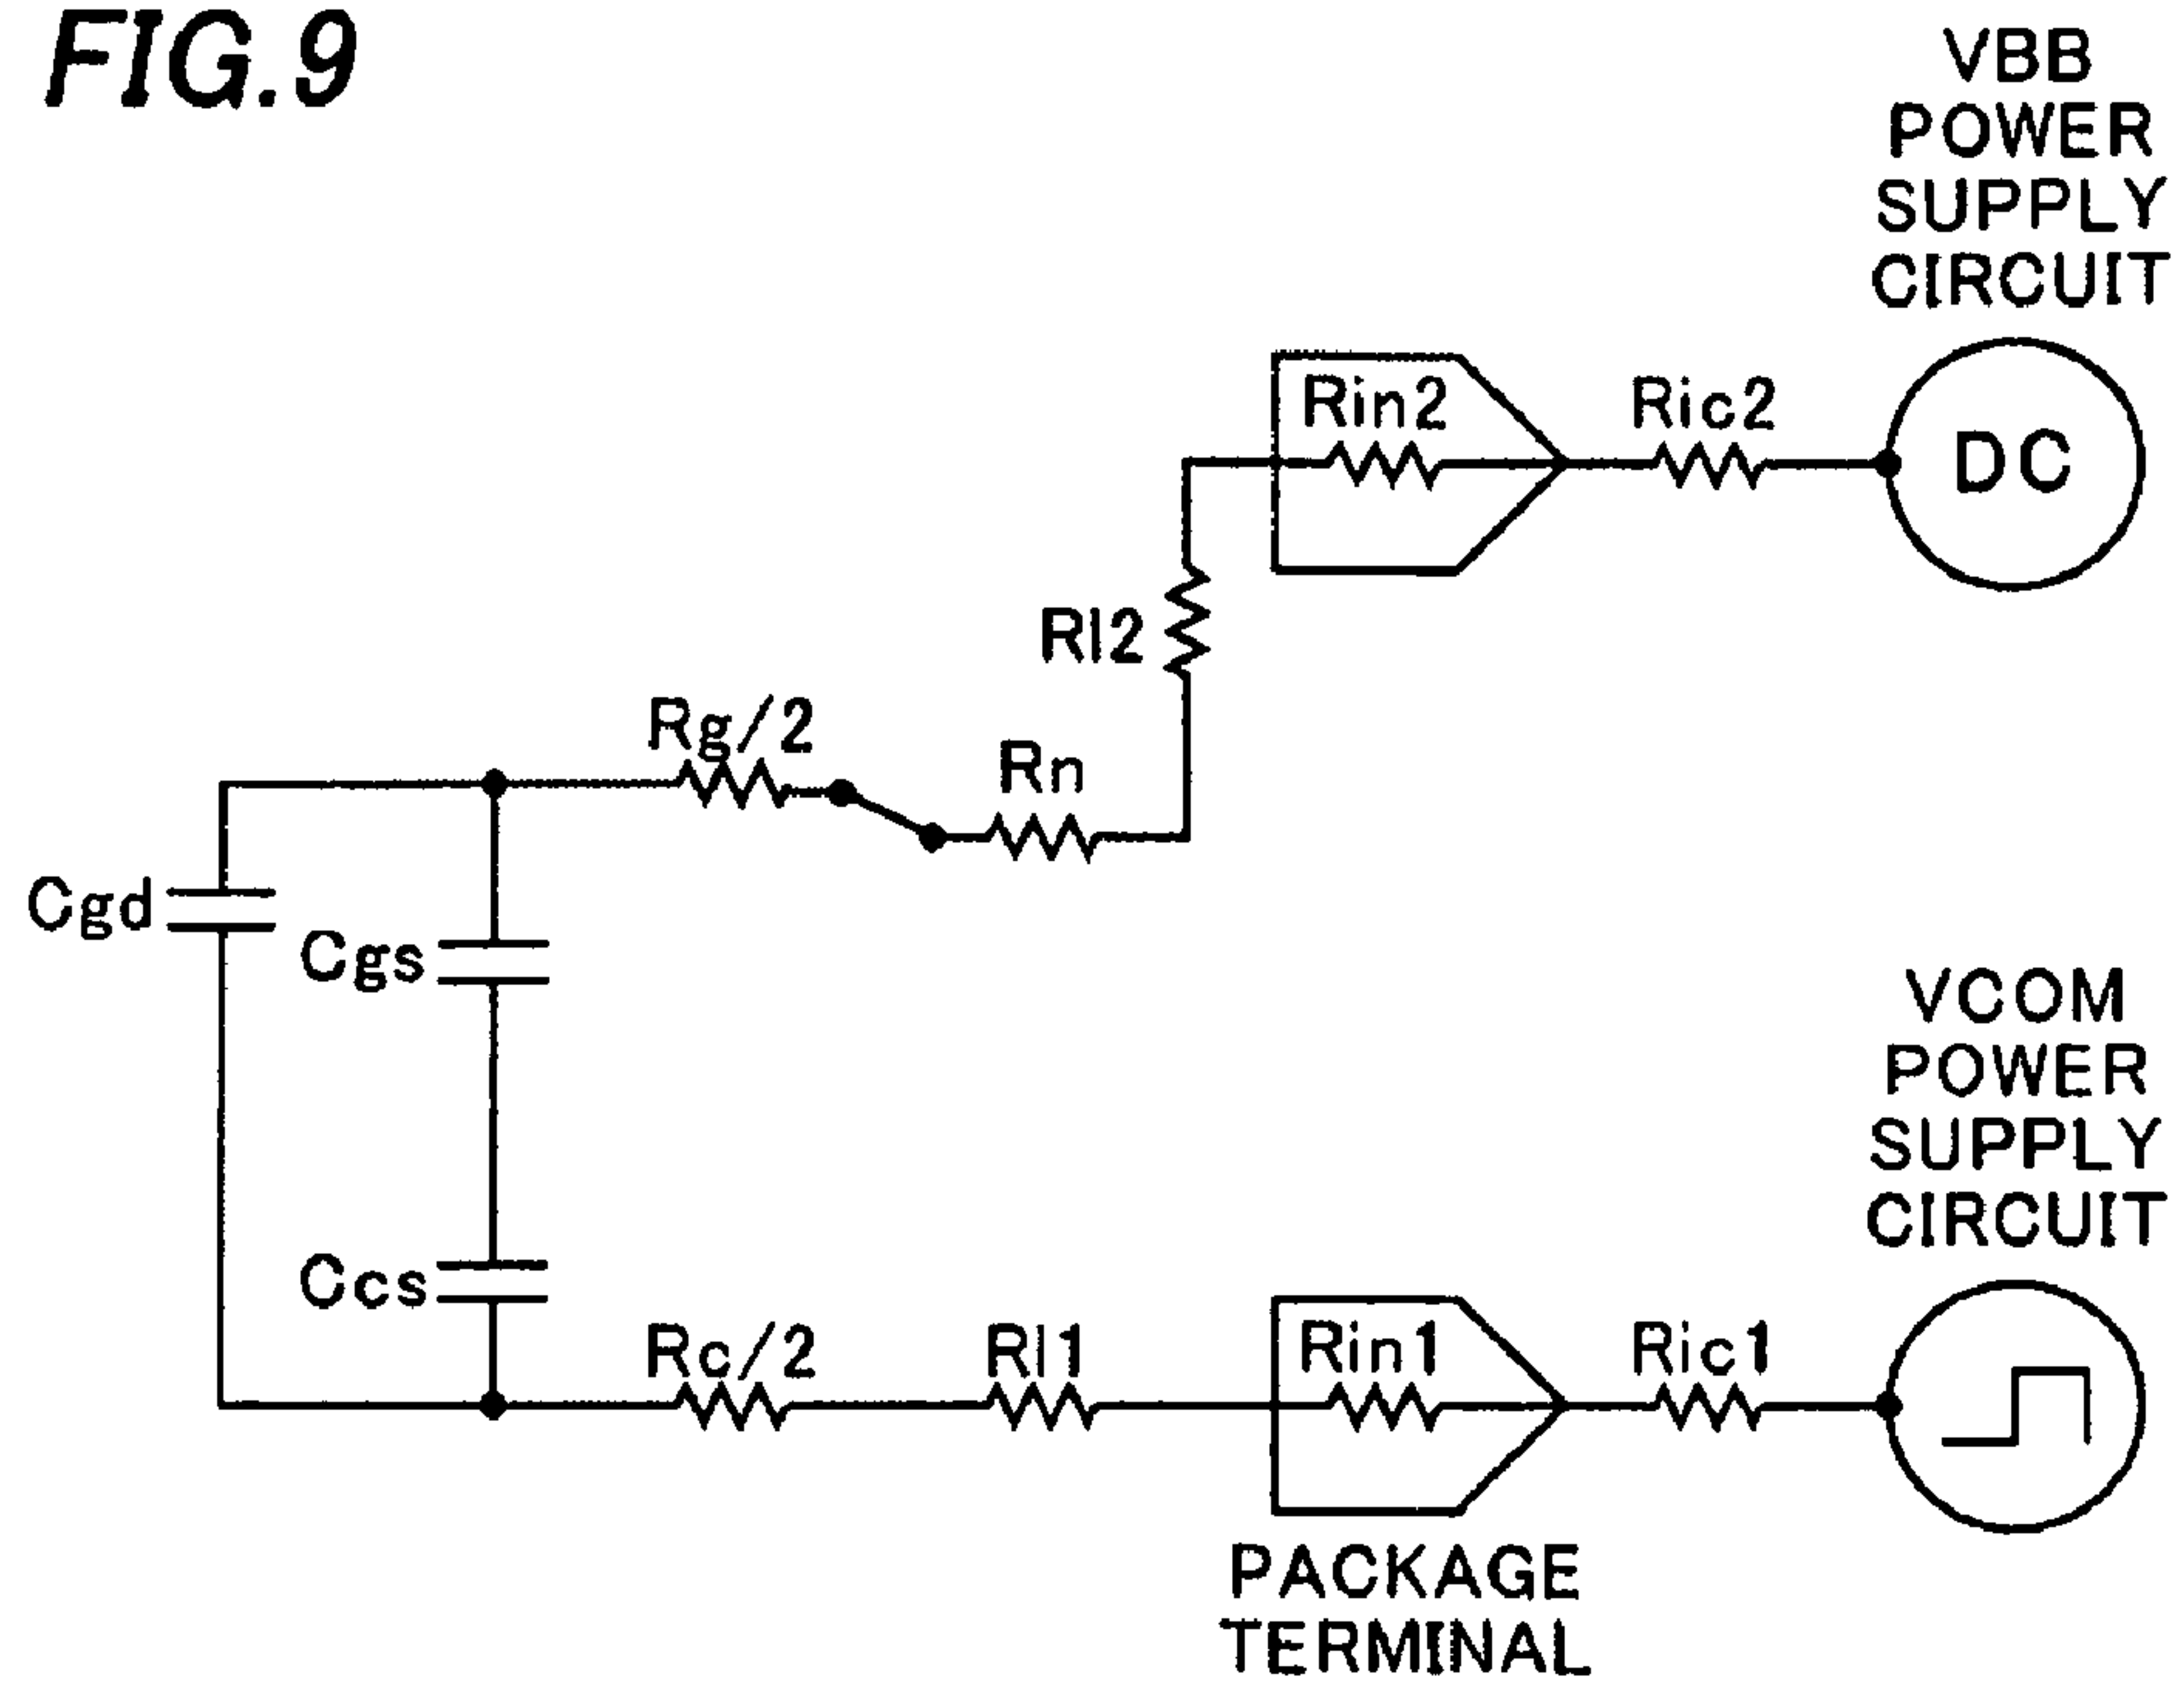 FIG.9
VBB
POWER
SUPPLY
CIRCUIT
Rin2
Ric2
DC
Rl2
Rg/2
Rn
Cgd
Cgs
VCOM
POWER
SUPPLY
CIRCUIT
Ccs
Rc/2
Rl1
Rin1
Ric1
PACKAGE
TERMINAL